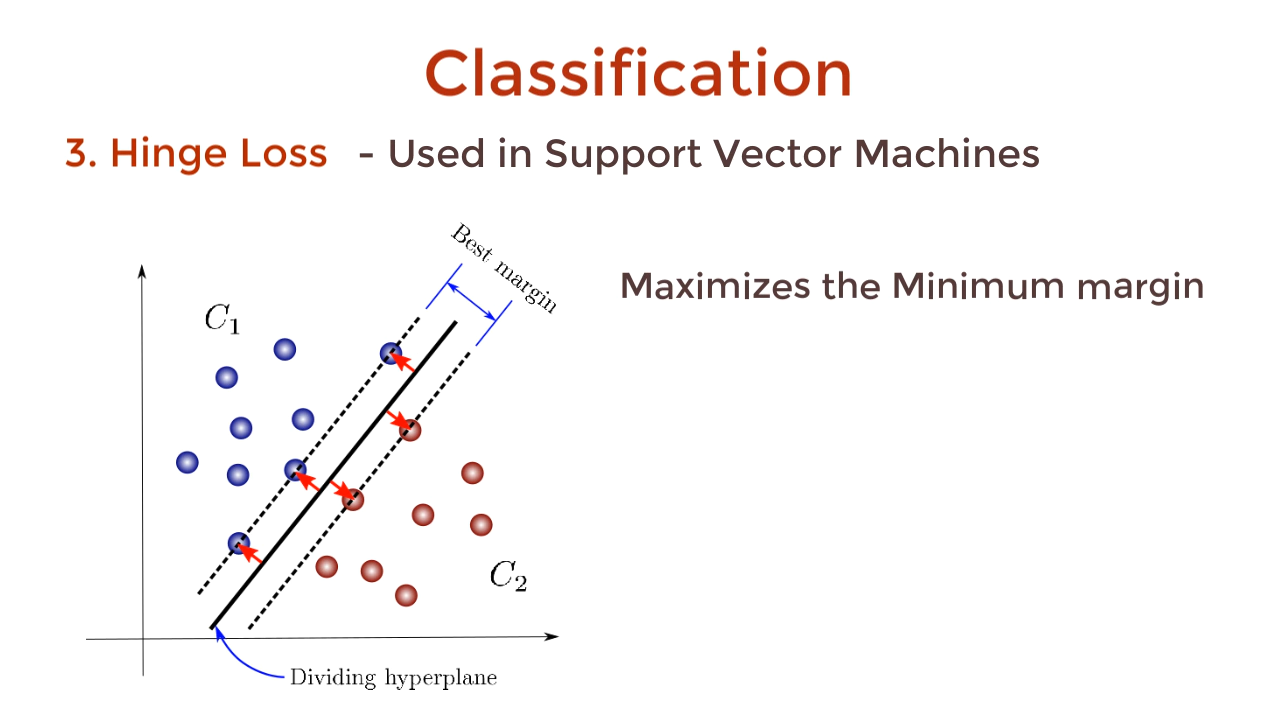 Classification
3. Hinge Loss - Used in Support Vector Machines
Best margin
Maximizes the Minimum margin
C1
C2
Dividing hyperplane